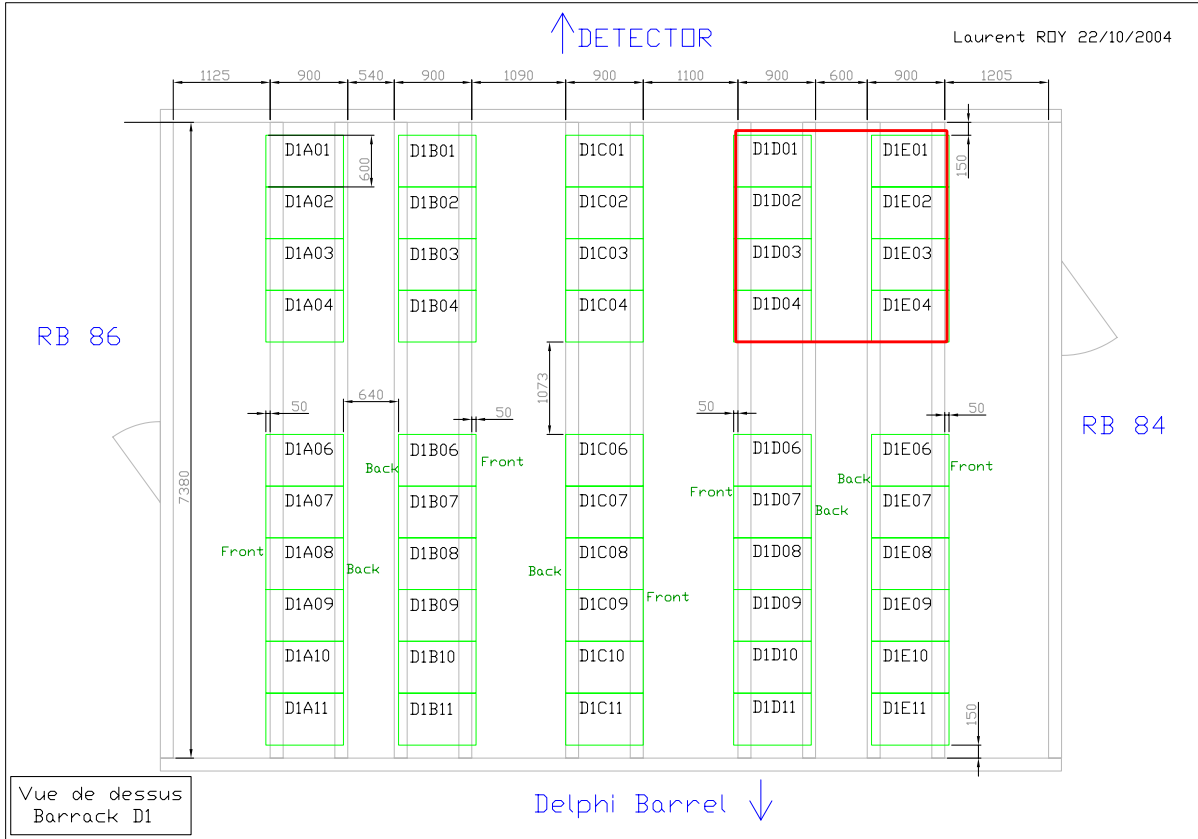 DETECTOR
Laurent ROY 22/10/2004
1125 900 540 900 1090 900 1100 900 600 900 1205
D1A01 D1B01 D1C01 D1D01 D1E01
600 150
D1A02 D1B02 D1C02 D1D02 D1E02
D1A03 D1B03 D1C03 D1D03 D1E03
D1A04 D1B04 D1C04 D1D04 D1E04
RB 86
1073
640
50 50 50 50
RB 84
D1A06 D1B06 D1C06 D1D06 D1E06
Back Front Back Front
7380
D1A07 D1B07 D1C07 Front D1D07 D1E07
Back
Front D1A08 D1B08 D1C08 D1D08 D1E08
Back Back
D1A09 D1B09 D1C09 Front D1D09 D1E09
D1A10 D1B10 D1C10 D1D10 D1E10
D1A11 D1B11 D1C11 D1D11 D1E11
150
Vue de dessus
Barrack D1
Delphi Barrel